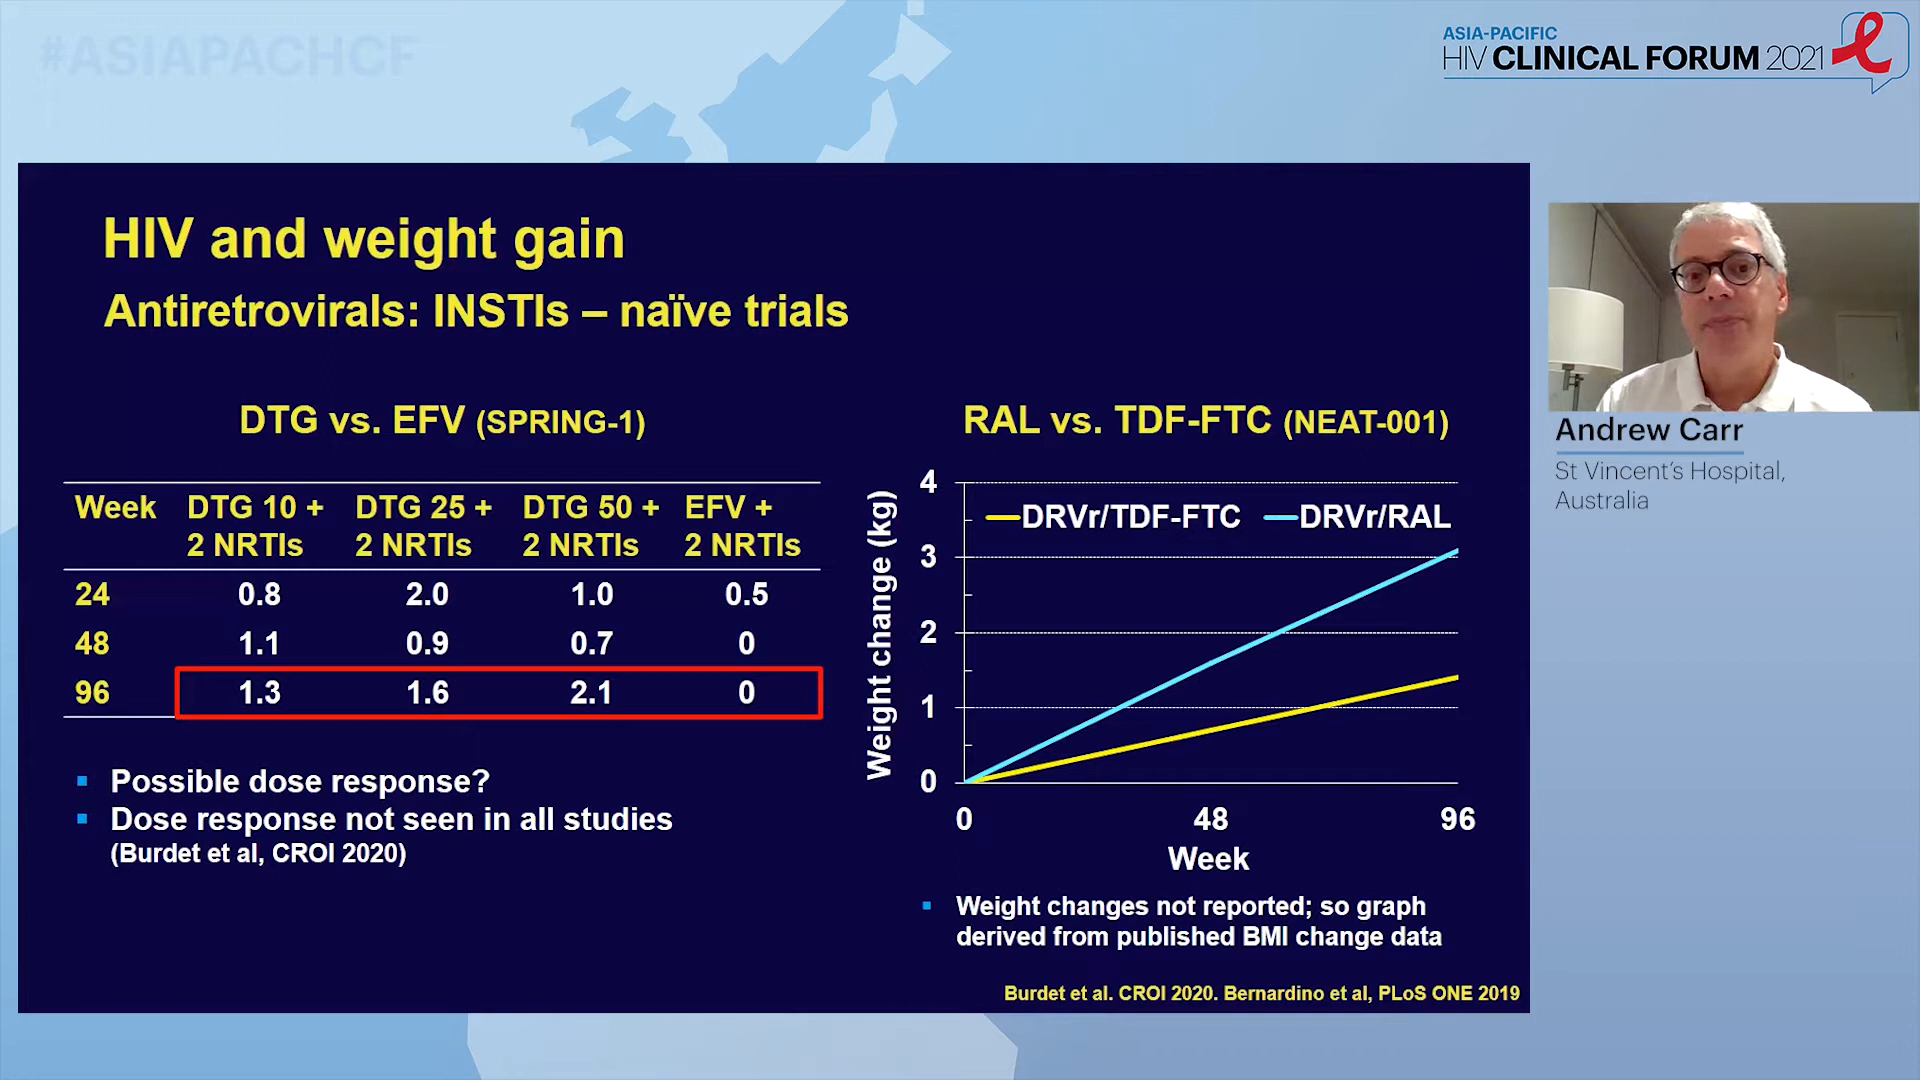 #ASIAPACHCF
ASIA-PACIFIC
HIV CLINICAL FORUM 2021
HIV and weight gain
Antiretrovirals: INSTIs – naïve trials
DTG vs. EFV (SPRING-1)
Week DTG 10 + DTG 25 + DTG 50 + EFV +
2 NRTIs 2 NRTIs 2 NRTIs 2 NRTIs
24 0.8 2.0 1.0 0.5
48 1.1 0.9 0.7 0
96 1.3 1.6 2.1 0
▪ Possible dose response?
▪ Dose response not seen in all studies
(Burdet et al, CROI 2020)
RAL vs. TDF-FTC (NEAT-001)
Weight change (kg)
4
3
2
1
0
DRVr/TDF-FTC DRVr/RAL
0 48 96
Week
▪ Weight changes not reported; so graph
derived from published BMI change data
Burdet et al. CROI 2020. Bernardino et al, PLoS ONE 2019
Andrew Carr
St Vincent's Hospital,
Australia